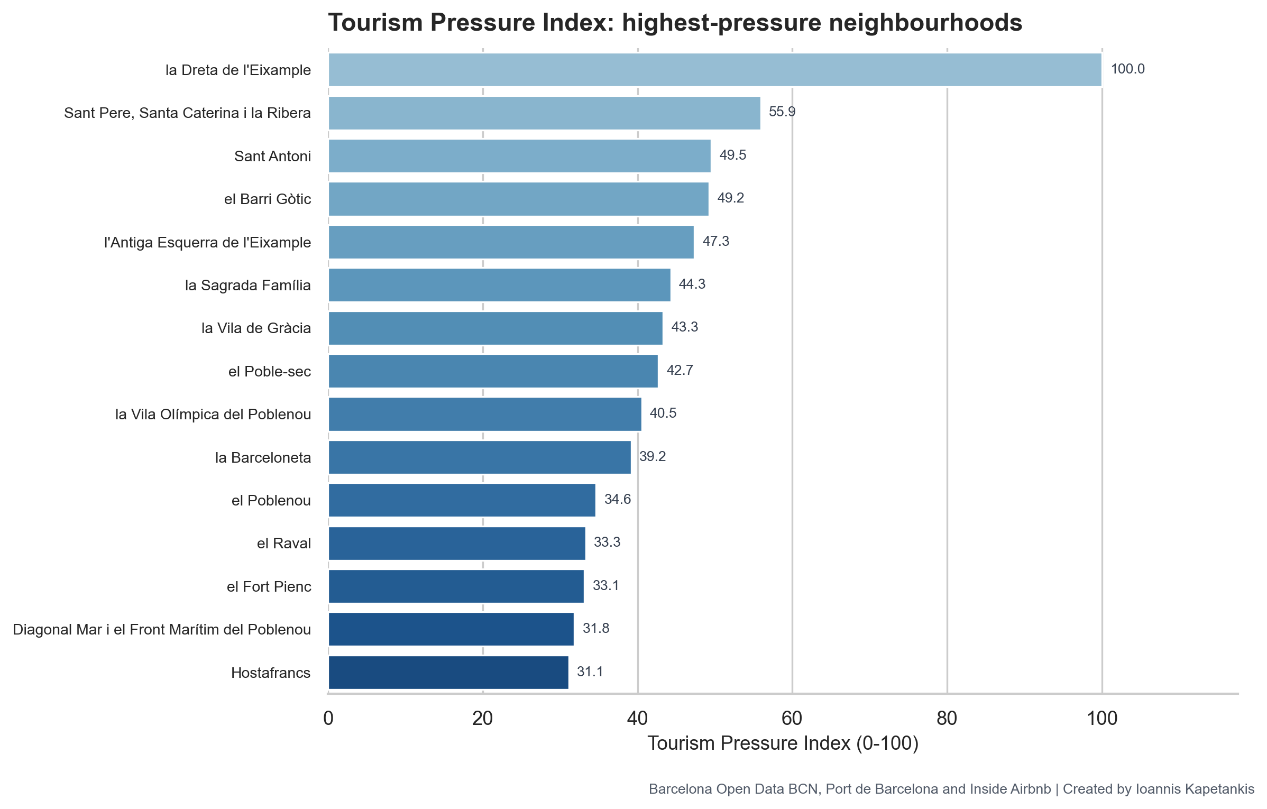 Tourism Pressure Index: highest-pressure neighbourhoods
la Dreta de l'Eixample 100.0
Sant Pere, Santa Caterina i la Ribera 55.9
Sant Antoni 49.5
el Barri Gòtic 49.2
l'Antiga Esquerra de l'Eixample 47.3
la Sagrada Família 44.3
la Vila de Gràcia 43.3
el Poble-sec 42.7
la Vila Olímpica del Poblenou 40.5
la Barceloneta 39.2
el Poblenou 34.6
el Raval 33.3
el Fort Pienc 33.1
Diagonal Mar i el Front Marítim del Poblenou 31.8
Hostafrancs 31.1
0 20 40 60 80 100
Tourism Pressure Index (0-100)
Barcelona Open Data BCN, Port de Barcelona and Inside Airbnb | Created by Ioannis Kapetankis